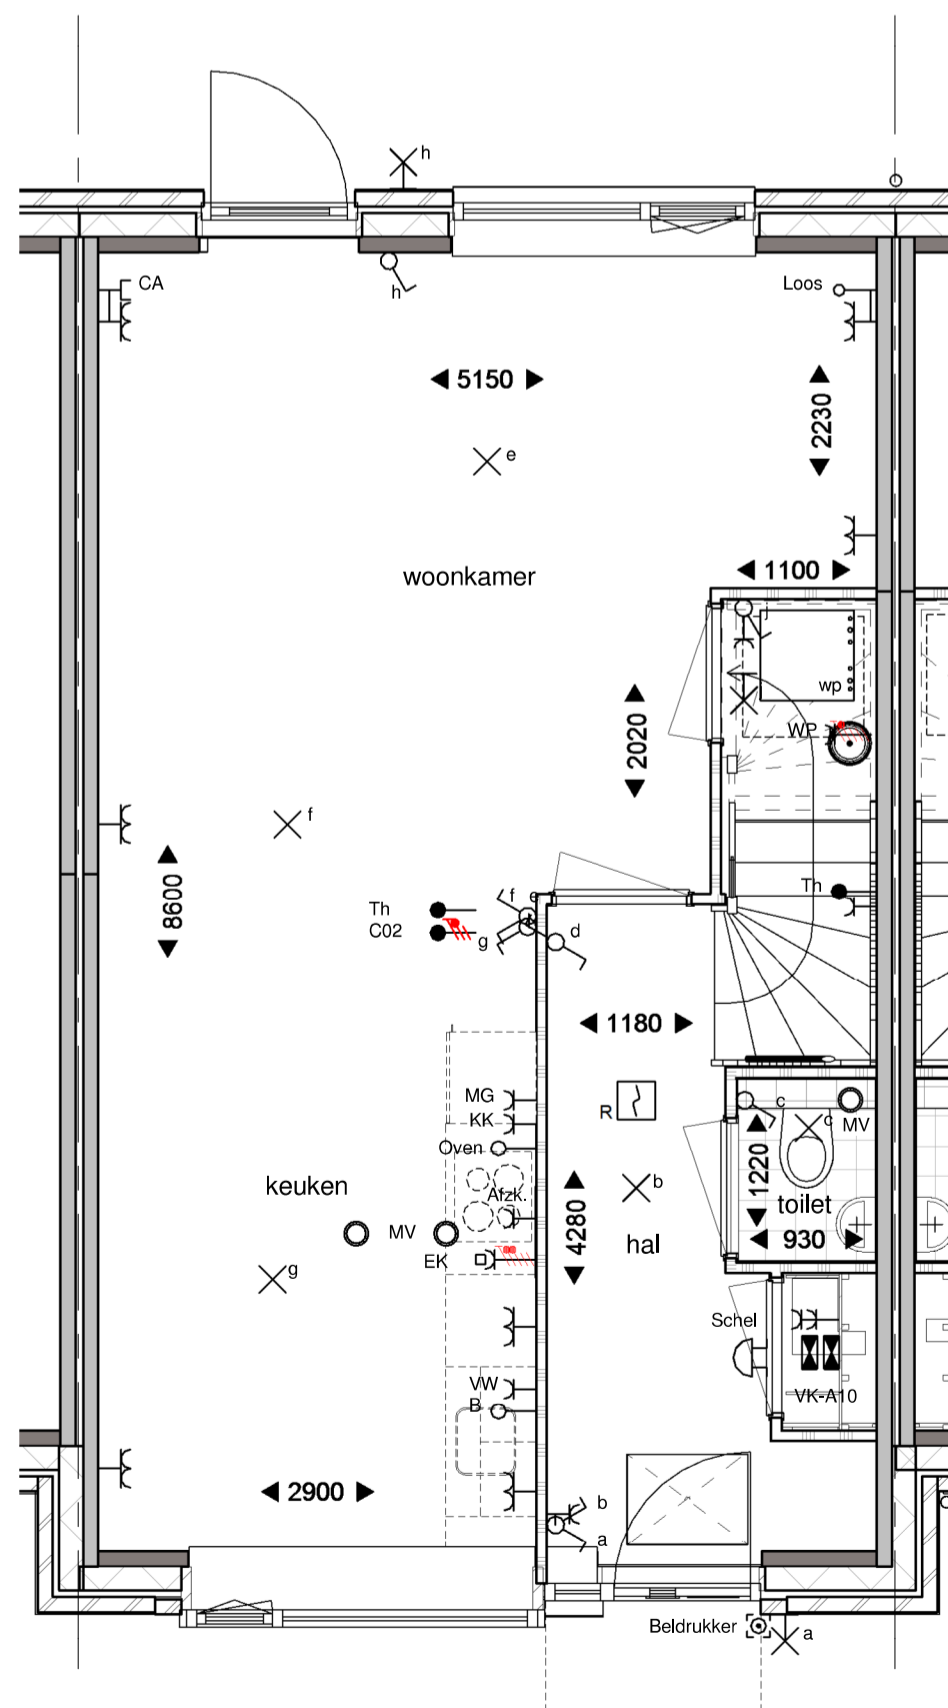 h
h
CA
Loos
5150
2230
e
woonkamer
1100
wp
2020
WP
f
8600
Th
f
e
Th
C02
g
d
1180
MG
R
c
c
MV
KK
Oven
1220
keuken
Afzk.
b
toilet
4280
MV
hal
930
EK
g
Schel
VW
VK-A10
B
2900
b
a
Beldrukker
a